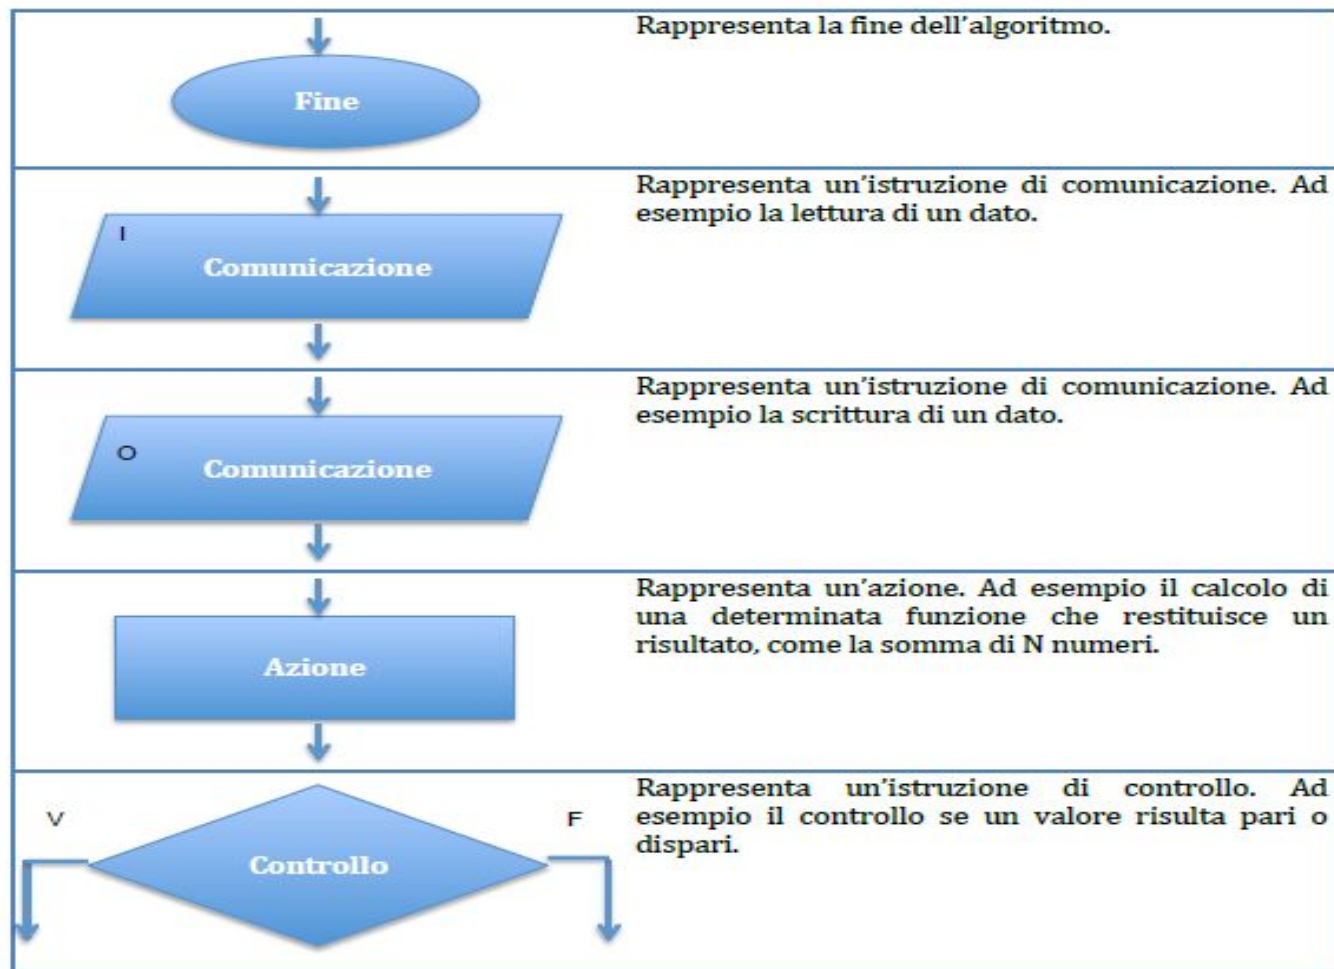 Rappresenta la fine dell'algoritmo.
Fine
Rappresenta un'istruzione di comunicazione. Ad
esempio la lettura di un dato.
I
Comunicazione
Rappresenta un'istruzione di comunicazione. Ad
esempio la scrittura di un dato.
O
Comunicazione
Rappresenta un'azione. Ad esempio il calcolo di
una determinata funzione che restituisce un
risultato, come la somma di N numeri.
Azione
Rappresenta un'istruzione di controllo. Ad
esempio il controllo se un valore risulta pari o
dispari.
V
F
Controllo